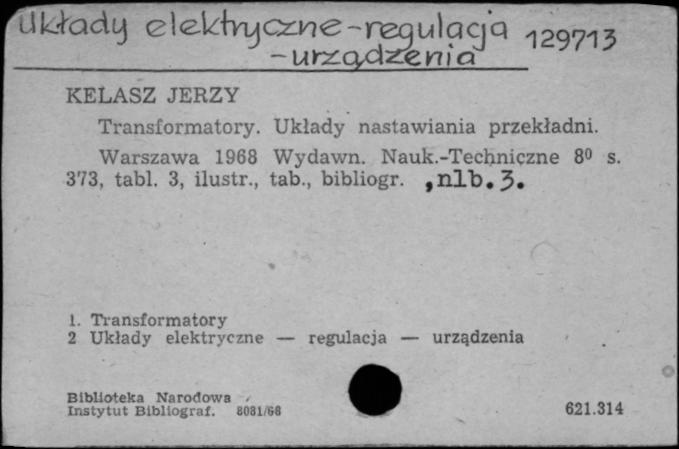 Układy elektryczne-regulacja 129713
-urządzenia
KELASZ JERZY
Transformatory. Układy nastawiania przekładni.
Warszawa 1968 Wydawn. Nauk.-Techniczne 8⁰ s.
373, tabl. 3, ilustr., tab., bibliogr. ,nlb.3.
1. Transformatory
2 Układy elektryczne — regulacja — urządzenia
Biblioteka Narodowa
Instytut Bibliograf. 8031/68 621.314